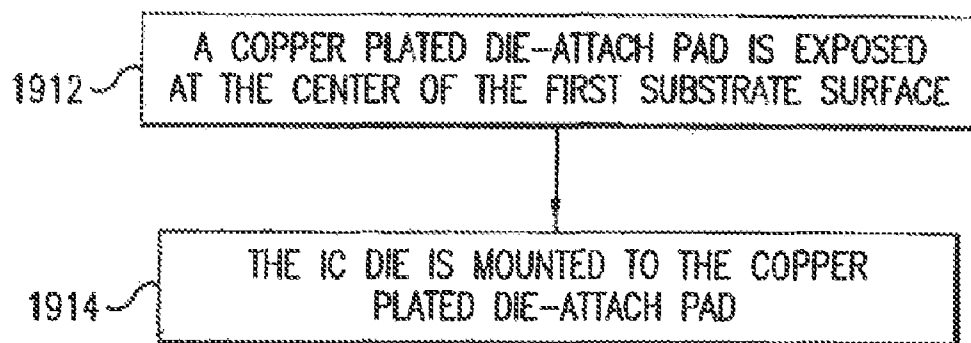 1912
A COPPER PLATED DIE-ATTACH PAD IS EXPOSED
AT THE CENTER OF THE FIRST SUBSTRATE SURFACE
1914
THE IC DIE IS MOUNTED TO THE COPPER
PLATED DIE-ATTACH PAD